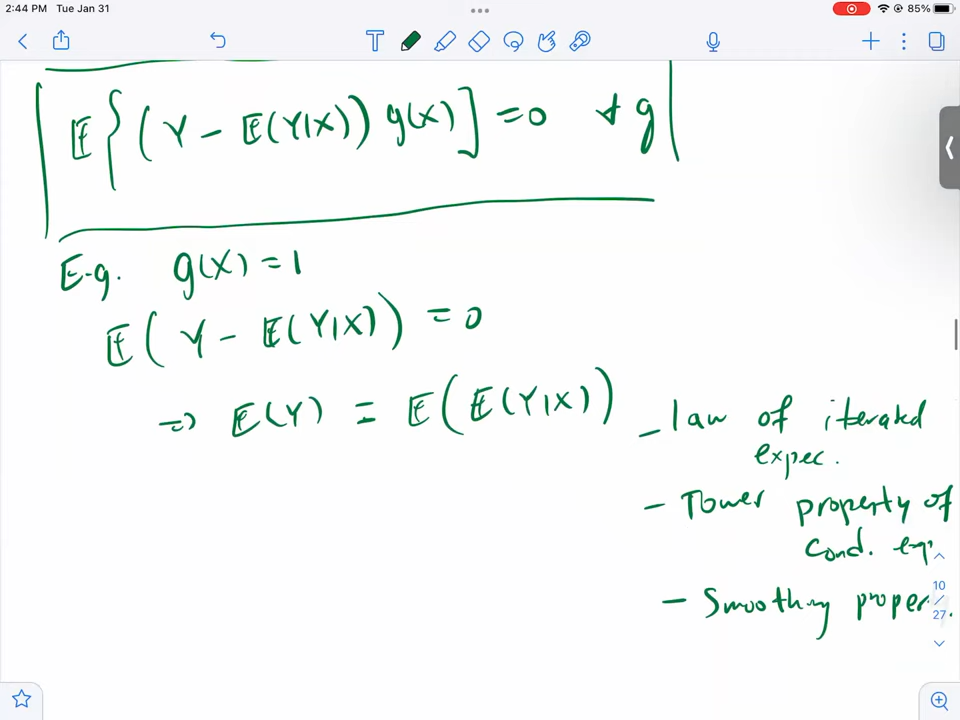 2:44 PM Tue Jan 31
85%
T
𝔼{(Y − 𝔼(Y|X)) g(X)] = 0 ∀ g
E.g. g(X) = 1
𝔼(Y − 𝔼(Y|X)) = 0
⇒ 𝔼(Y) = 𝔼(𝔼(Y|X))
– law of iterated
expec.
– Tower property of
cond. exp
– Smoothing proper
10
/
27